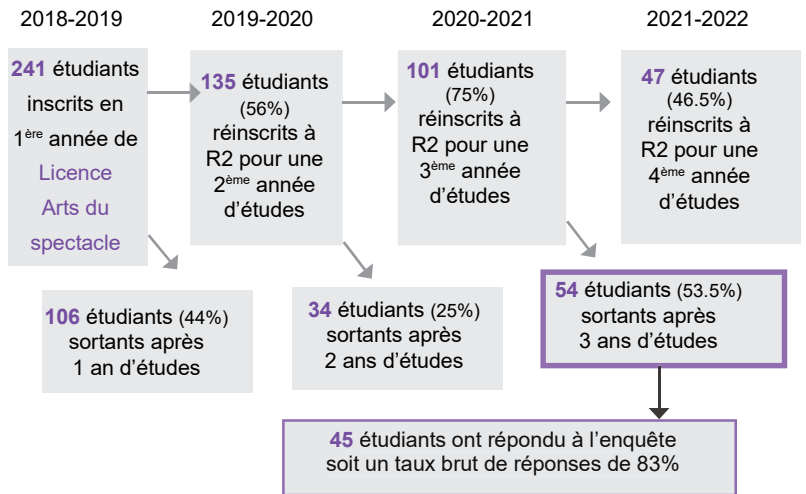 2018-2019
2019-2020
2020-2021
2021-2022
241 étudiants
inscrits en
1ère année de
Licence
Arts du
spectacle
135 étudiants
(56%)
réinscrits à
R2 pour une
2ème année
d'études
101 étudiants
(75%)
réinscrits à
R2 pour une
3ème année
d'études
47 étudiants
(46.5%)
réinscrits à
R2 pour une
4ème année
d'études
106 étudiants (44%)
sortants après
1 an d'études
34 étudiants (25%)
sortants après
2 ans d'études
54 étudiants (53.5%)
sortants après
3 ans d'études
45 étudiants ont répondu à l'enquête
soit un taux brut de réponses de 83%